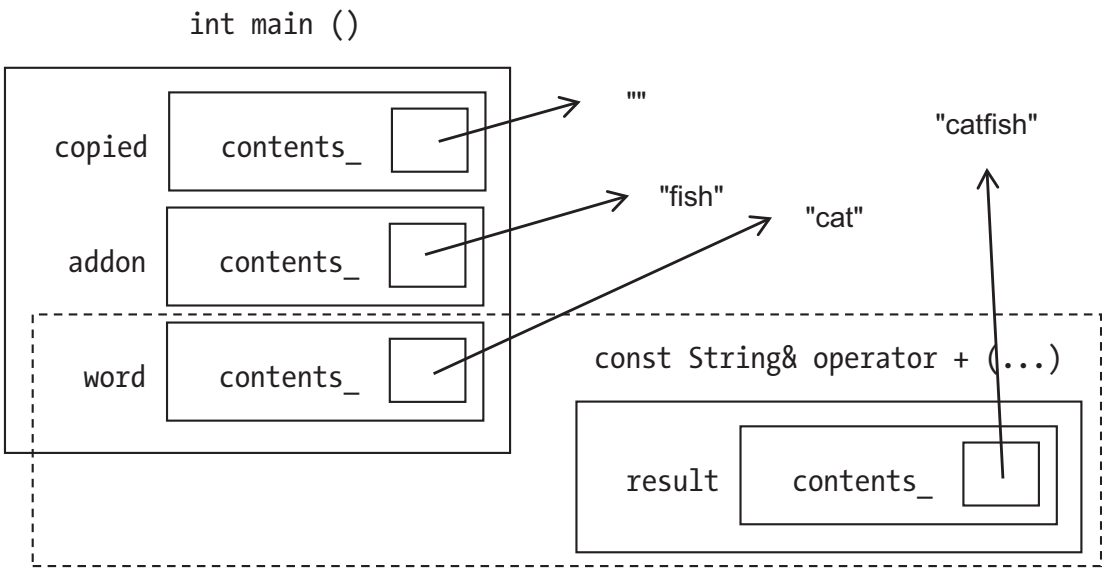 int main ()
copied contents_ ""
"catfish"
addon contents_ "fish"
"cat"
word contents_
const String& operator + (...)
result contents_